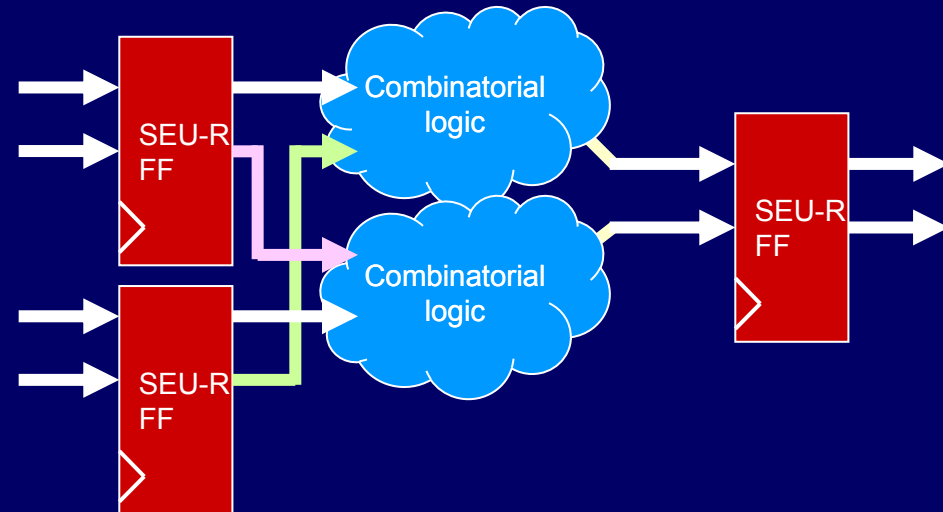 Combinatorial
logic
SEU-R
FF
SEU-R
FF
Combinatorial
logic
SEU-R
FF